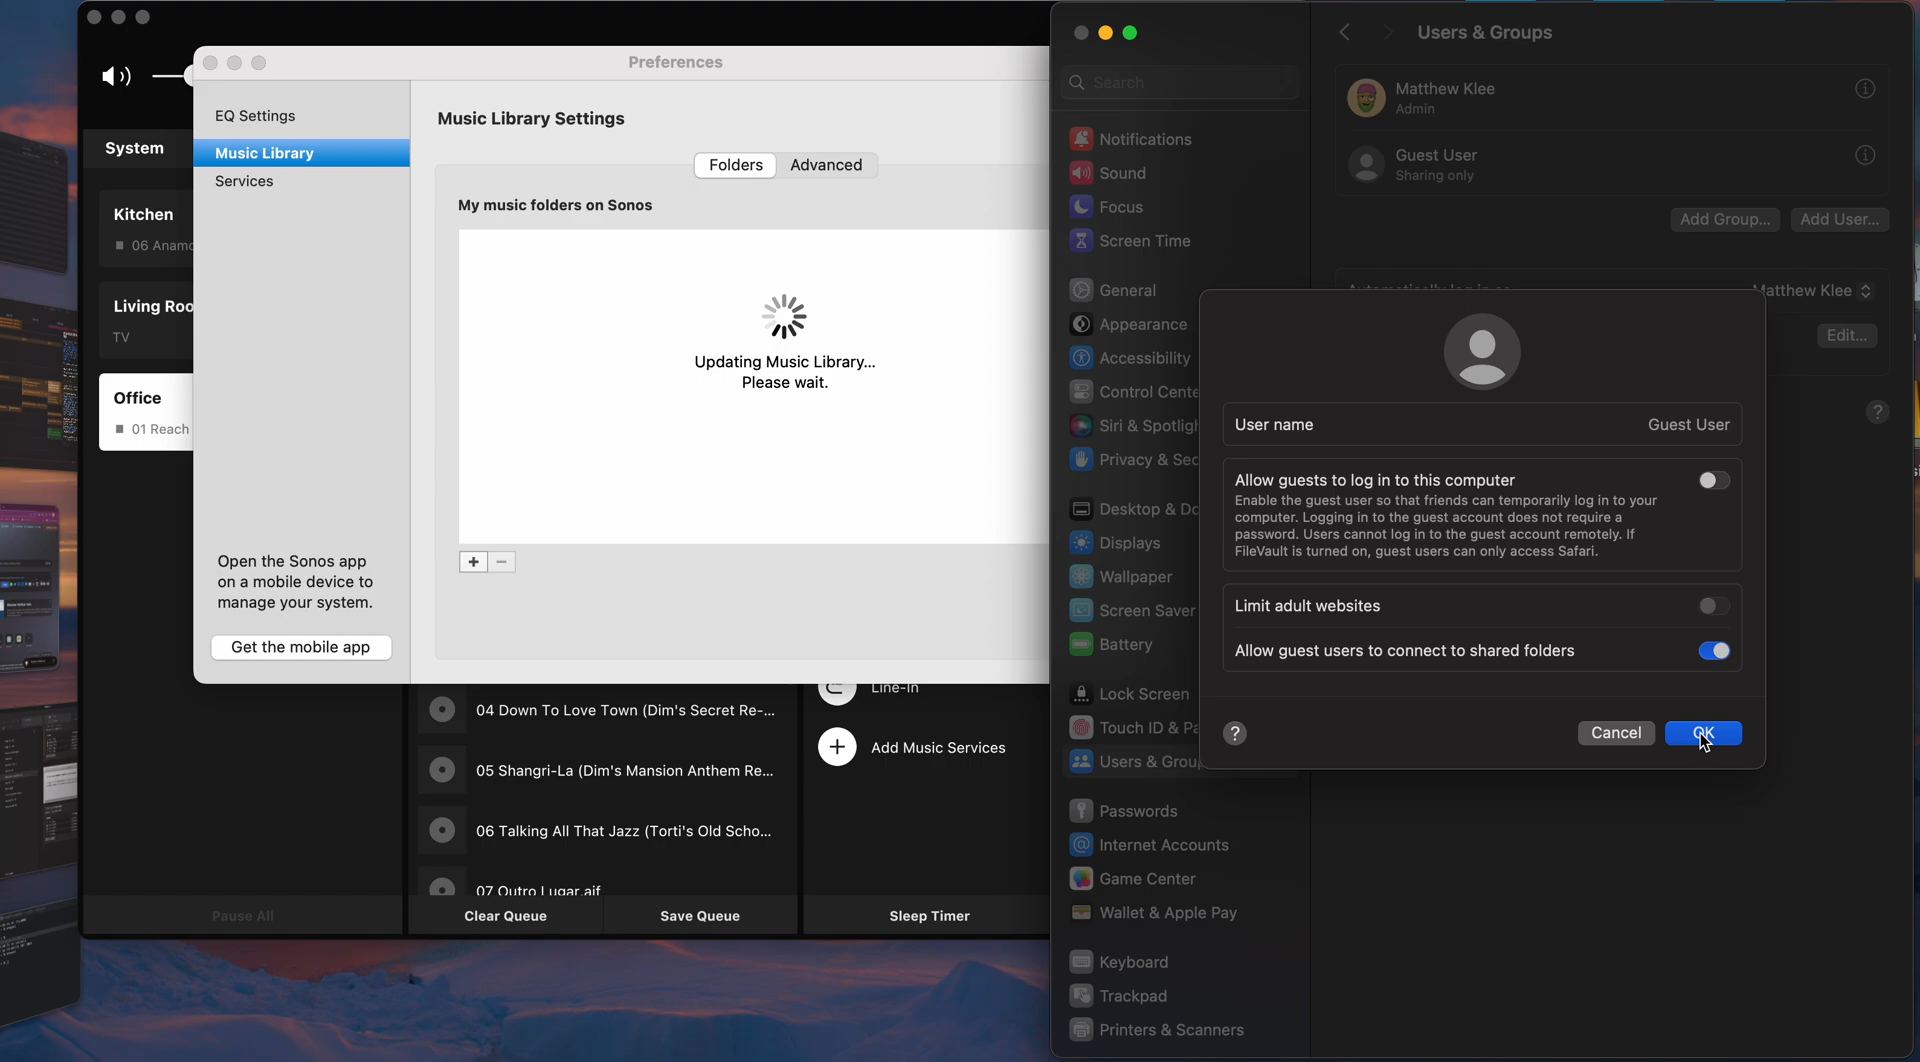 System
Kitchen
06 Anamo
Living Roo
TV
Office
01 Reach
Pause All
Preferences
EQ Settings
Music Library
Services
Open the Sonos app
on a mobile device to
manage your system.
Get the mobile app
Music Library Settings
Folders Advanced
My music folders on Sonos
Updating Music Library...
Please wait.
+ −
04 Down To Love Town (Dim's Secret Re-...
05 Shangri-La (Dim's Mansion Anthem Re...
06 Talking All That Jazz (Torti's Old Scho...
07 Outro Lugar.aif
Clear Queue Save Queue
Line-In
Add Music Services
Sleep Timer
Search
Notifications
Sound
Focus
Screen Time
General
Appearance
Accessibility
Control Cente
Siri & Spotligh
Privacy & Sec
Desktop & Do
Displays
Wallpaper
Screen Saver
Battery
Lock Screen
Touch ID & Pa
Users & Group
Passwords
Internet Accounts
Game Center
Wallet & Apple Pay
Keyboard
Trackpad
Printers & Scanners
Users & Groups
Matthew Klee
Admin
Guest User
Sharing only
Add Group... Add User...
Automatically log in as Matthew Klee
Edit...
?
User name Guest User
Allow guests to log in to this computer
Enable the guest user so that friends can temporarily log in to your
computer. Logging in to the guest account does not require a
password. Users cannot log in to the guest account remotely. If
FileVault is turned on, guest users can only access Safari.
Limit adult websites
Allow guest users to connect to shared folders
? Cancel OK